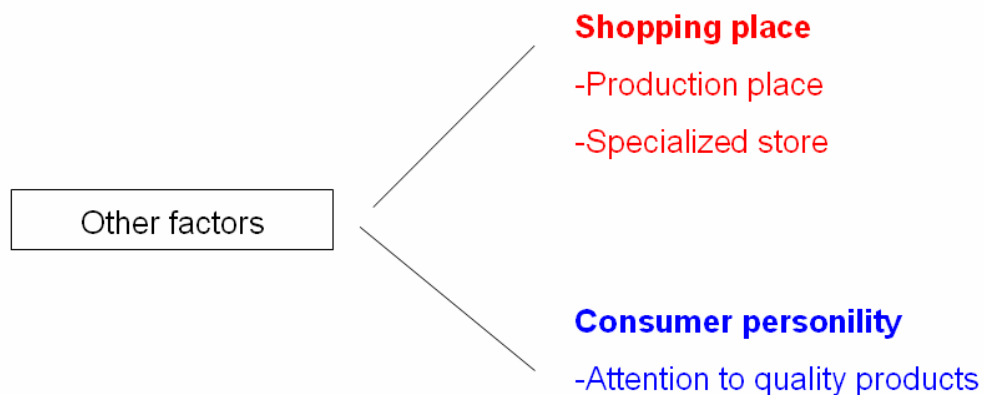 Shopping place
-Production place
-Specialized store
Other factors
Consumer personility
-Attention to quality products